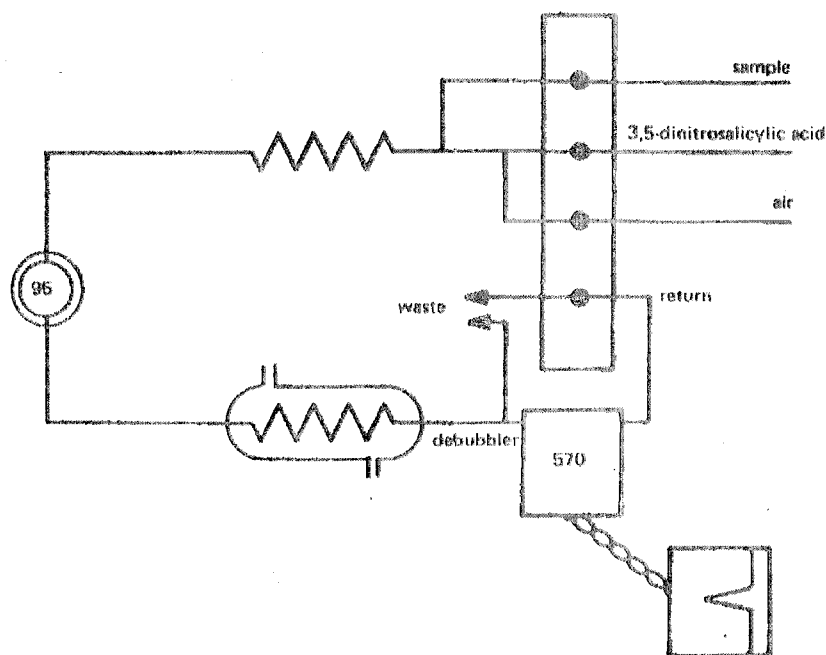 sample
3,5-dinitrosalicylic acid
air
96
waste
return
debubbler
570